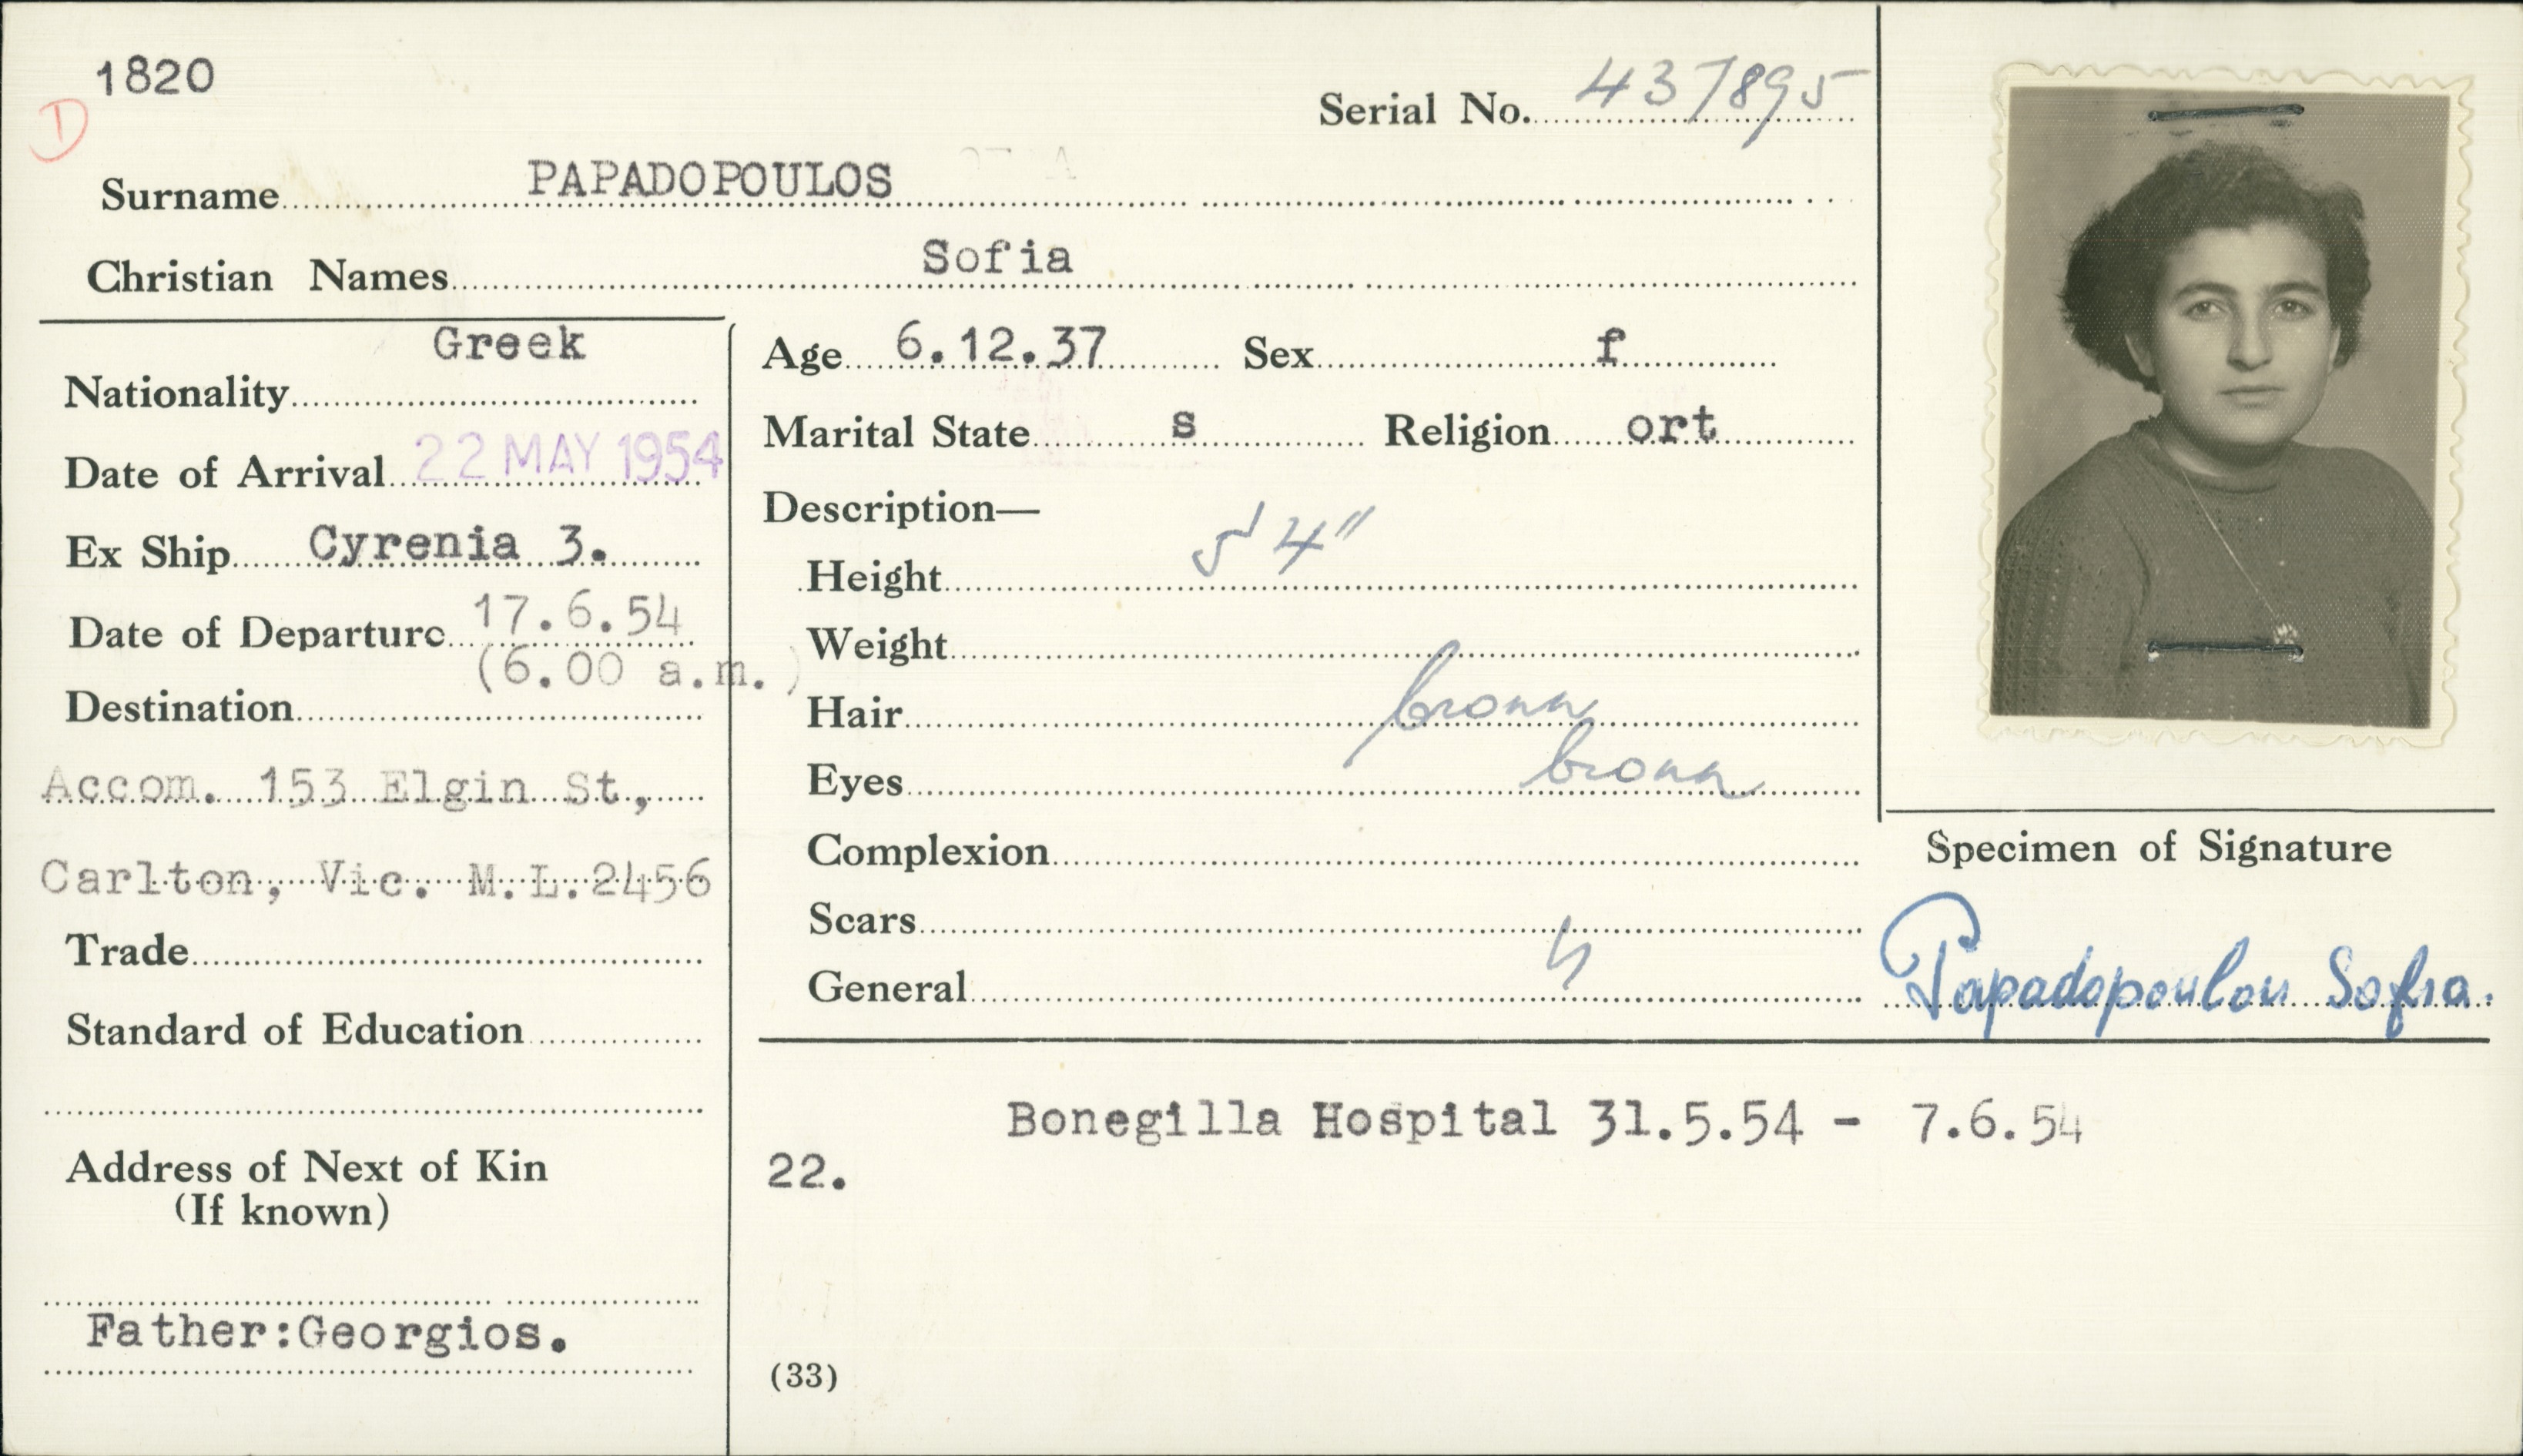 1820
D
Serial No. 437895
Surname PAPADOPOULOS
Christian Names Sofia
Nationality Greek
Date of Arrival 22 MAY 1954
Ex Ship Cyrenia 3.
Date of Departure 17.6.54
(6.00 a.m.)
Destination
Accom. 153 Elgin St,
Carlton, Vic. M.L.2456
Trade
Standard of Education
Address of Next of Kin
(If known)
Father:Georgios.
Age 6.12.37 Sex f
Marital State s Religion ort
Description—
Height 5' 4"
Weight
Hair brown
Eyes brown
Complexion
Scars
General
Specimen of Signature
Papadopoulou Sofia.
Bonegilla Hospital 31.5.54 - 7.6.54
22.
(33)